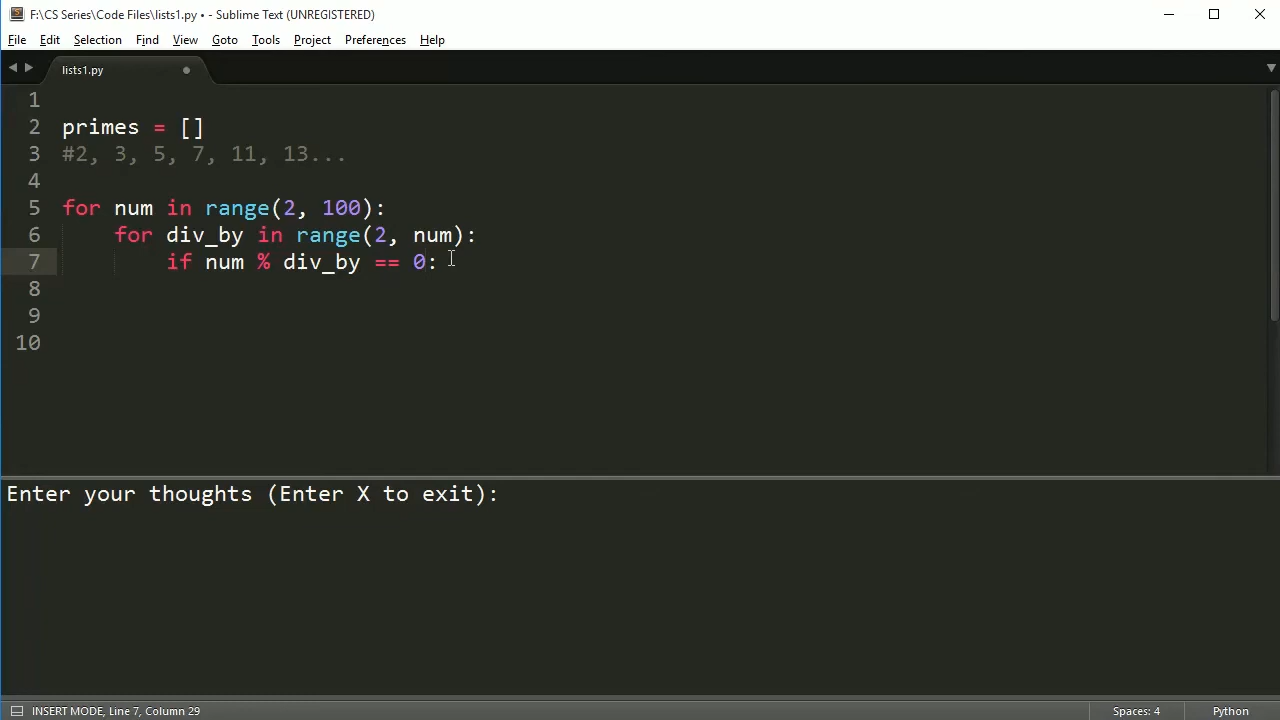 F:\CS Series\Code Files\lists1.py • - Sublime Text (UNREGISTERED)
File Edit Selection Find View Goto Tools Project Preferences Help
lists1.py
1
2 primes = []
3 #2, 3, 5, 7, 11, 13...
4
5 for num in range(2, 100):
6 for div_by in range(2, num):
7 if num % div_by == 0:
8
9
10
Enter your thoughts (Enter X to exit):
INSERT MODE, Line 7, Column 29 Spaces: 4 Python